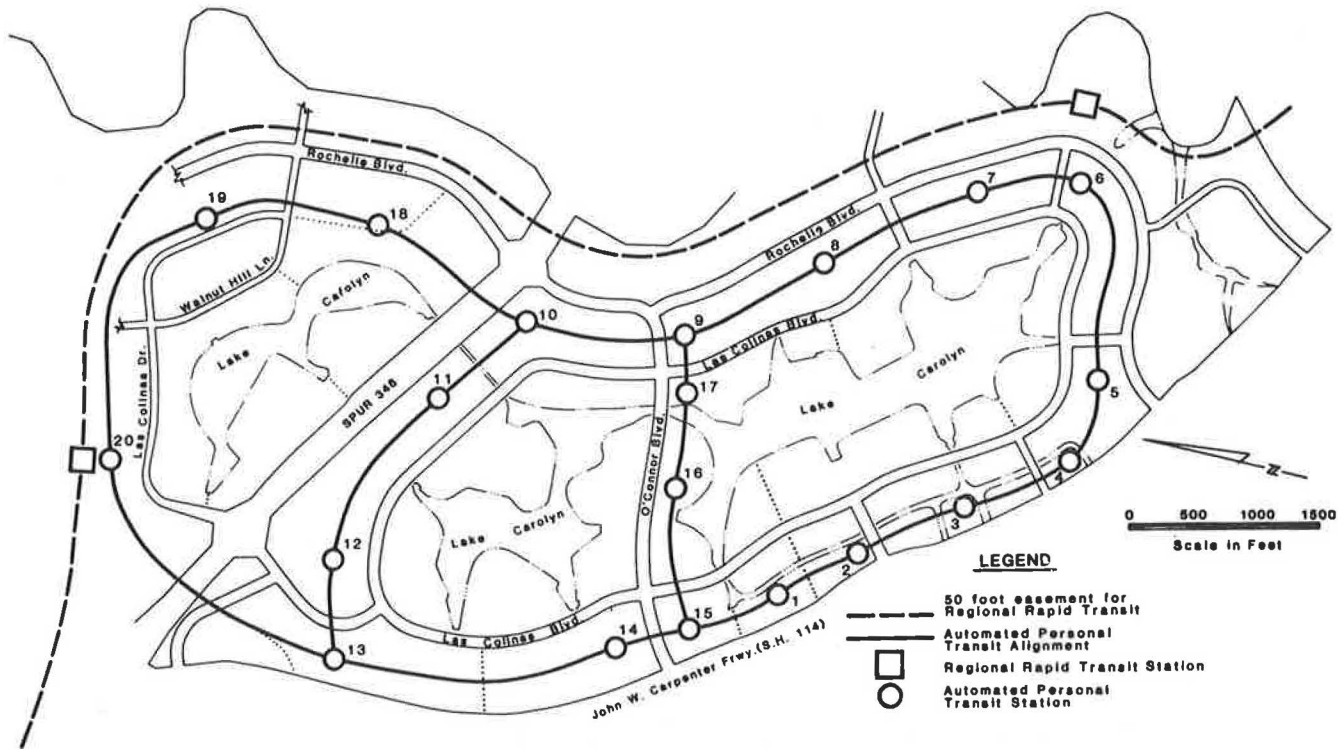 19
Rochelle Blvd.
18
Walnut Hill Ln.
Carolyn
Lake
10
Las Colinas Dr.
11
SPUR 348
20
7
6
Rochelle Blvd.
8
9
Las Colinas Blvd.
Carolyn
17
Lake
5
O'Connor Blvd.
16
4
N
Lake Carolyn
3
12
2
0 500 1000 1500
Scale in Feet
1
15
14
Las Colinas Blvd.
13
John W. Carpenter Frwy.(S.H. 114)
LEGEND
50 foot easement for
Regional Rapid Transit
Automated Personal
Transit Alignment
Regional Rapid Transit Station
Automated Personal
Transit Station